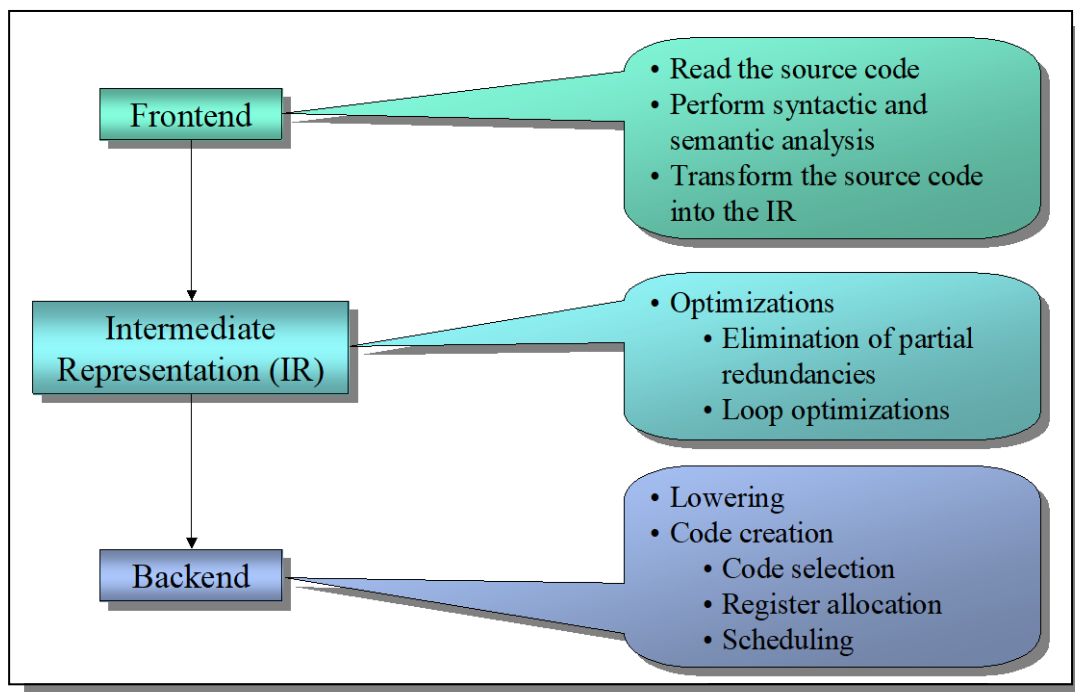 Frontend
• Read the source code
• Perform syntactic and
semantic analysis
• Transform the source code
into the IR
Intermediate
Representation (IR)
• Optimizations
• Elimination of partial
redundancies
• Loop optimizations
Backend
• Lowering
• Code creation
• Code selection
• Register allocation
• Scheduling